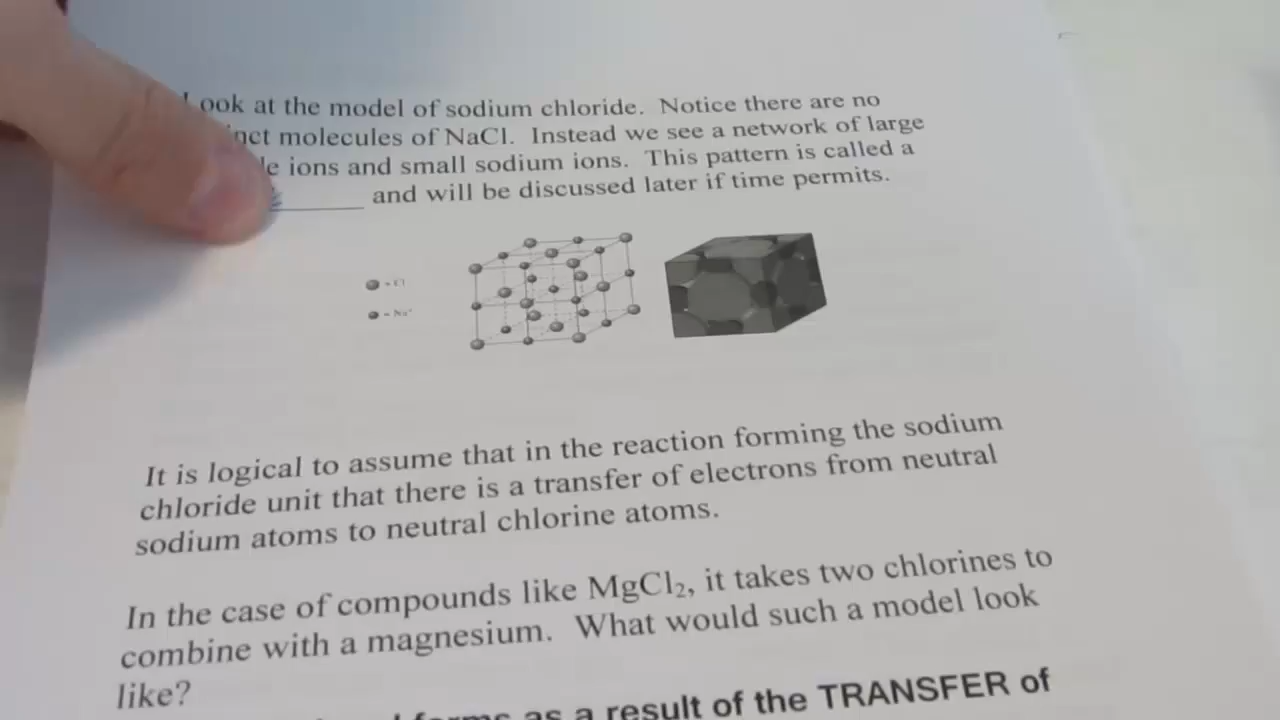 ook at the model of sodium chloride. Notice there are no
nct molecules of NaCl. Instead we see a network of large
e ions and small sodium ions. This pattern is called a
______ and will be discussed later if time permits.
= Cl
= Na⁺
It is logical to assume that in the reaction forming the sodium
chloride unit that there is a transfer of electrons from neutral
sodium atoms to neutral chlorine atoms.
In the case of compounds like MgCl₂, it takes two chlorines to
combine with a magnesium. What would such a model look
like?
forms as a result of the TRANSFER of